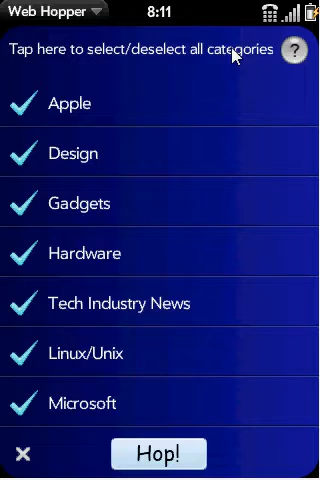 Web Hopper 8:11
Tap here to select/deselect all categories ?
Apple
Design
Gadgets
Hardware
Tech Industry News
Linux/Unix
Microsoft
Hop!